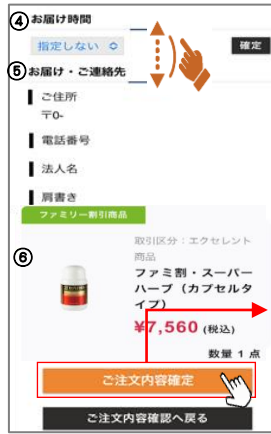 ④お届け時間
指定しない
確定
⑤お届け・ご連絡先
ご住所
〒0-
電話番号
法人名
肩書き
ファミリー割引商品
取引区分：エクセレント
商品
⑥
ファミ割・スーパー
ハーブ（カプセルタ
イプ）
¥7,560 (税込)
数量 1 点
ご注文内容確定
ご注文内容確認へ戻る